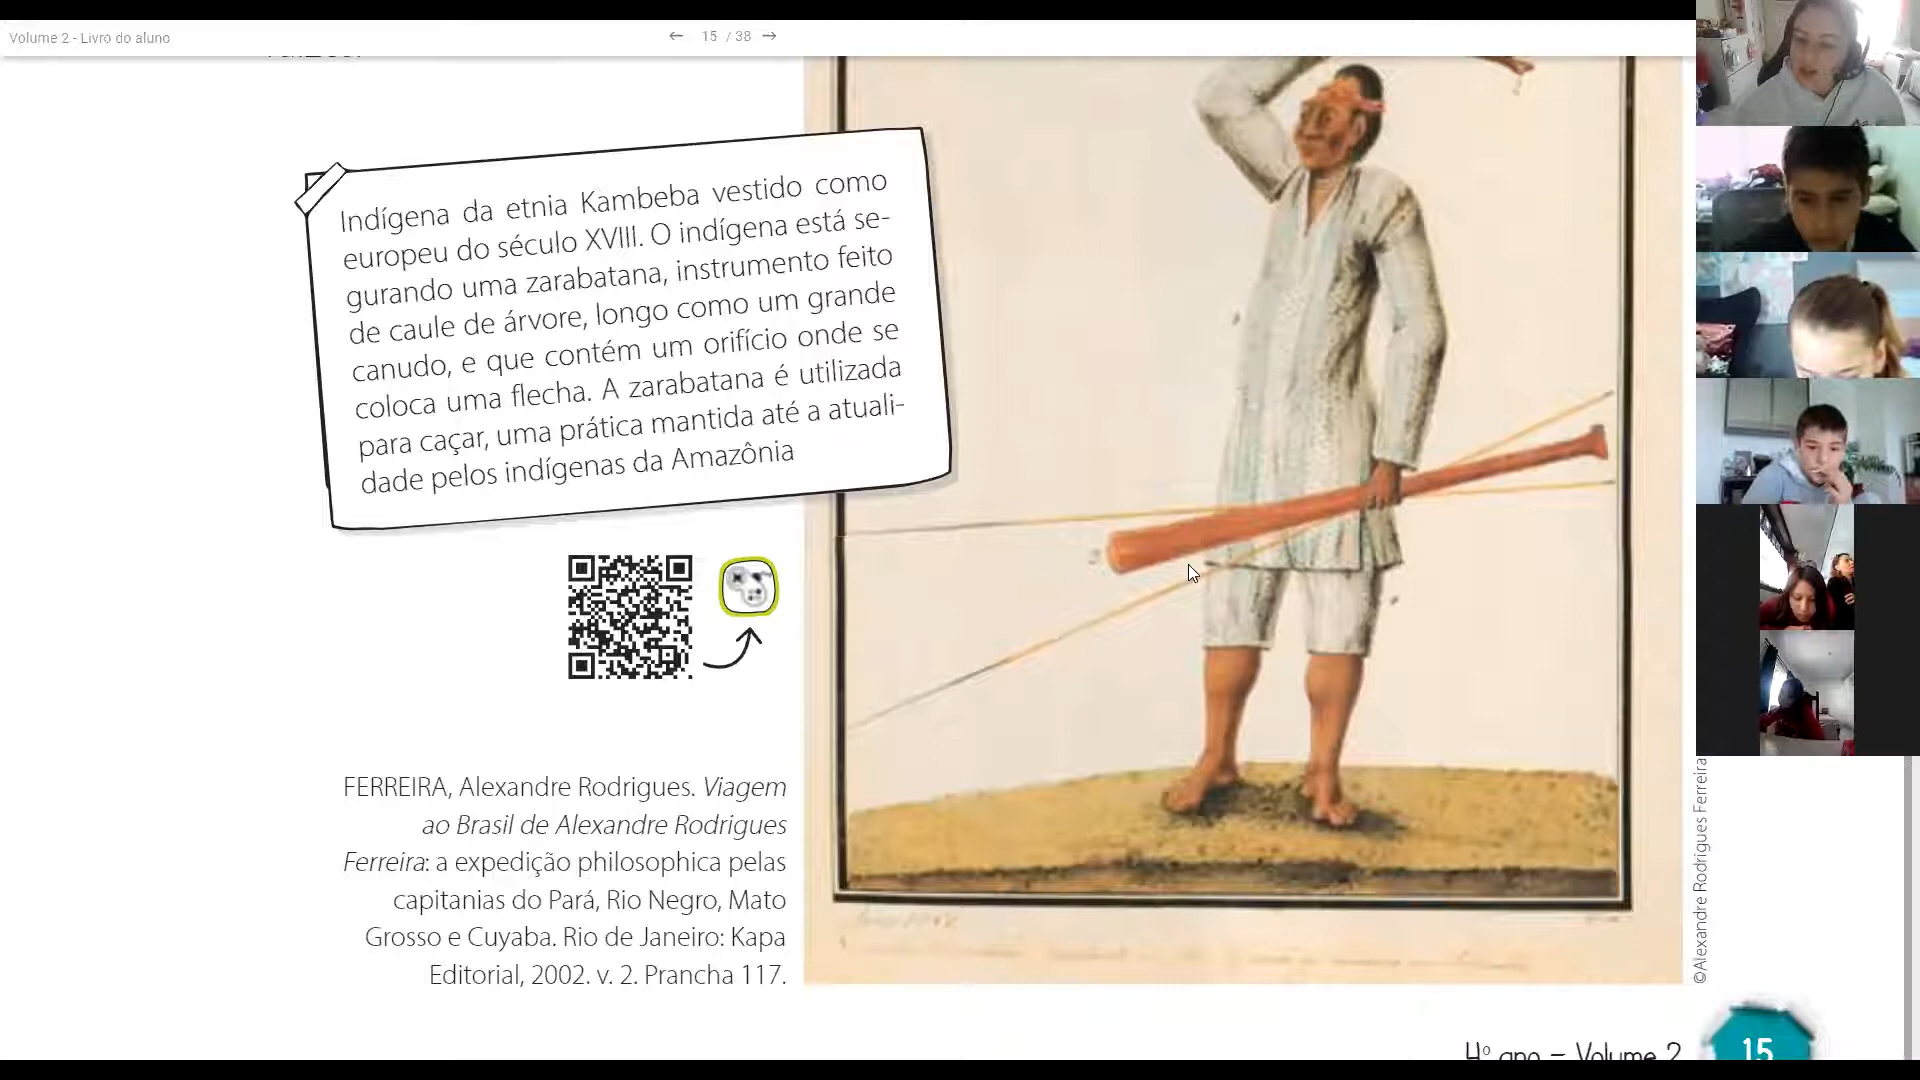 Volume 2 - Livro do aluno
15 / 38
Indígena da etnia Kambeba vestido como
europeu do século XVIII. O indígena está se-
gurando uma zarabatana, instrumento feito
de caule de árvore, longo como um grande
canudo, e que contém um orifício onde se
coloca uma flecha. A zarabatana é utilizada
para caçar, uma prática mantida até a atuali-
dade pelos indígenas da Amazônia
FERREIRA, Alexandre Rodrigues. Viagem
ao Brasil de Alexandre Rodrigues
Ferreira: a expedição philosophica pelas
capitanias do Pará, Rio Negro, Mato
Grosso e Cuyaba. Rio de Janeiro: Kapa
Editorial, 2002. v. 2. Prancha 117.
©Alexandre Rodrigues Ferreira
4º ano – Volume 2
15